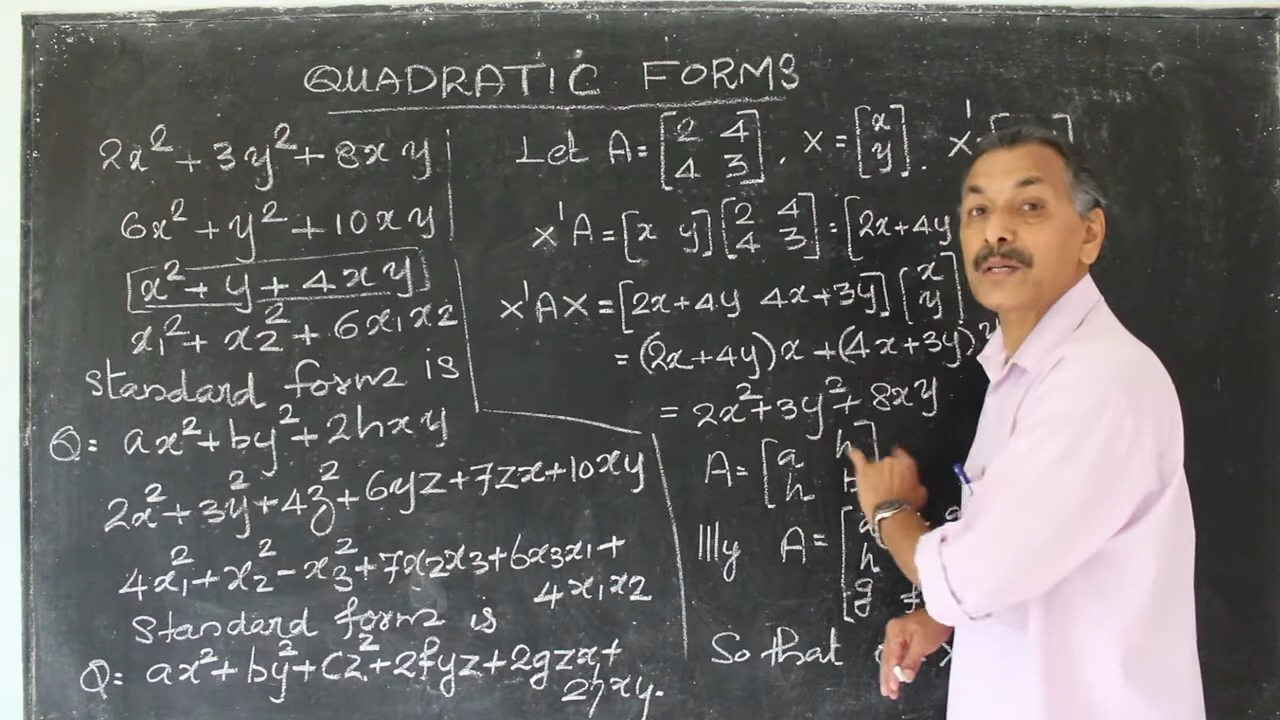 QUADRATIC FORMS
2x² + 3y² + 8xy
6x² + y² + 10xy
[x² + y + 4xy]
x₁² + x₂² + 6x₁x₂
standard form is
Q: ax² + by² + 2hxy
2x² + 3y² + 4z² + 6yz + 7zx + 10xy
4x₁² + x₂² - x₃² + 7x₂x₃ + 6x₃x₁ +
4x₁x₂
standard form is
Q: ax² + by² + cz² + 2fyz + 2gzx +
2hxy.
Let A = [2 4
4 3], X = [x
y]. X' [
X'A = [x y] [2 4
4 3] = [2x+4y
X'AX = [2x+4y 4x+3y] [x
y]
= (2x+4y)x + (4x+3y)
= 2x² + 3y² + 8xy
A = [a h]
h
|||ly A = [a
h
g
So that